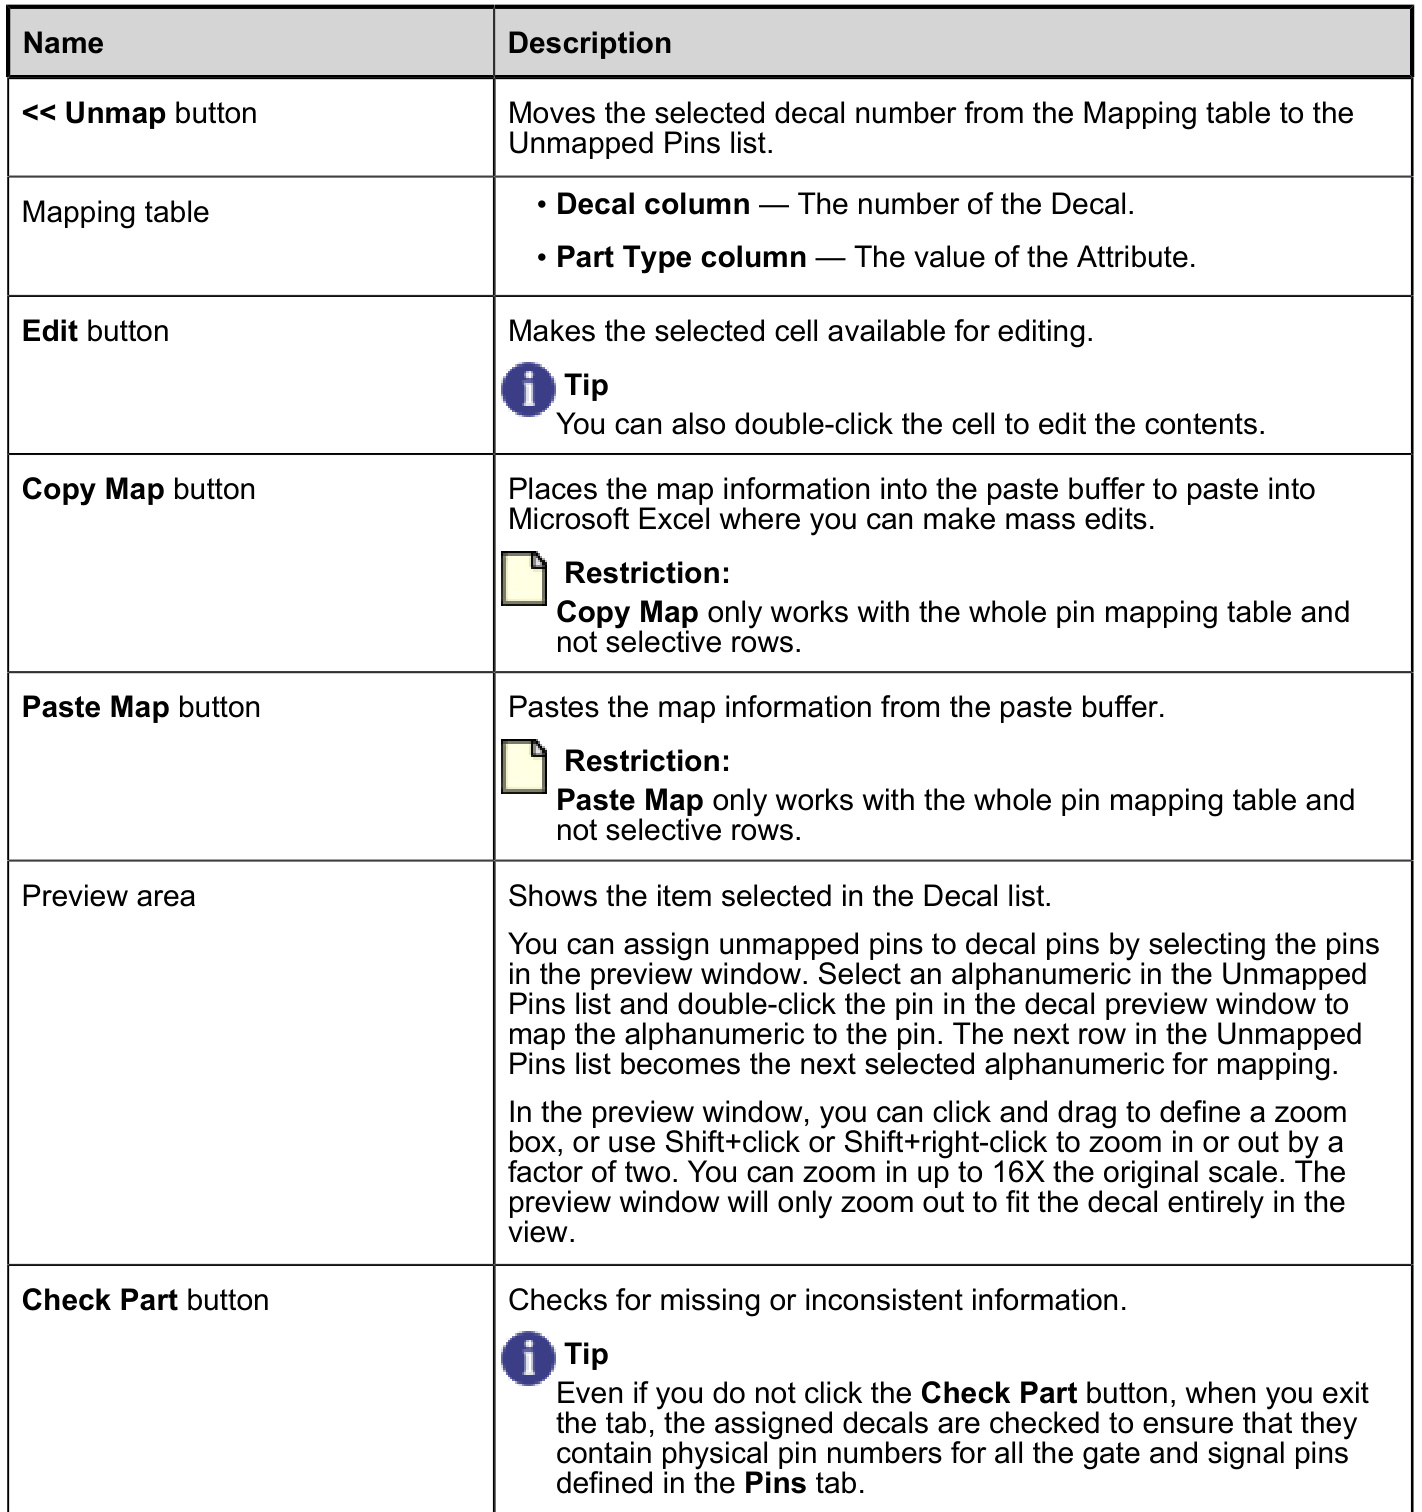 Name
Description
<< Unmap button
Moves the selected decal number from the Mapping table to the
Unmapped Pins list.
Mapping table
• Decal column — The number of the Decal.
• Part Type column — The value of the Attribute.
Edit button
Makes the selected cell available for editing.
Tip
You can also double-click the cell to edit the contents.
Copy Map button
Places the map information into the paste buffer to paste into
Microsoft Excel where you can make mass edits.
Restriction:
Copy Map only works with the whole pin mapping table and
not selective rows.
Paste Map button
Pastes the map information from the paste buffer.
Restriction:
Paste Map only works with the whole pin mapping table and
not selective rows.
Preview area
Shows the item selected in the Decal list.
You can assign unmapped pins to decal pins by selecting the pins
in the preview window. Select an alphanumeric in the Unmapped
Pins list and double-click the pin in the decal preview window to
map the alphanumeric to the pin. The next row in the Unmapped
Pins list becomes the next selected alphanumeric for mapping.
In the preview window, you can click and drag to define a zoom
box, or use Shift+click or Shift+right-click to zoom in or out by a
factor of two. You can zoom in up to 16X the original scale. The
preview window will only zoom out to fit the decal entirely in the
view.
Check Part button
Checks for missing or inconsistent information.
Tip
Even if you do not click the Check Part button, when you exit
the tab, the assigned decals are checked to ensure that they
contain physical pin numbers for all the gate and signal pins
defined in the Pins tab.